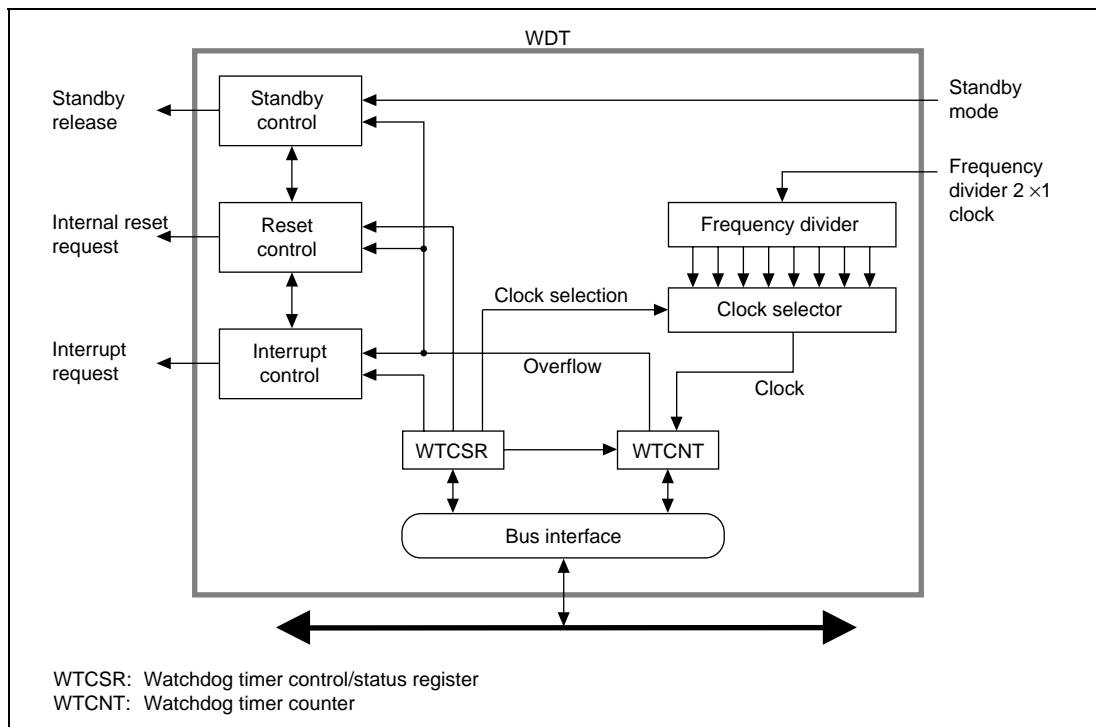 WDT
Standby
release
Standby
control
Standby
mode
Frequency
divider 2 ×1
clock
Internal reset
request
Reset
control
Frequency divider
Clock selection
Clock selector
Interrupt
request
Interrupt
control
Overflow
Clock
WTCSR
WTCNT
Bus interface
WTCSR: Watchdog timer control/status register
WTCNT: Watchdog timer counter